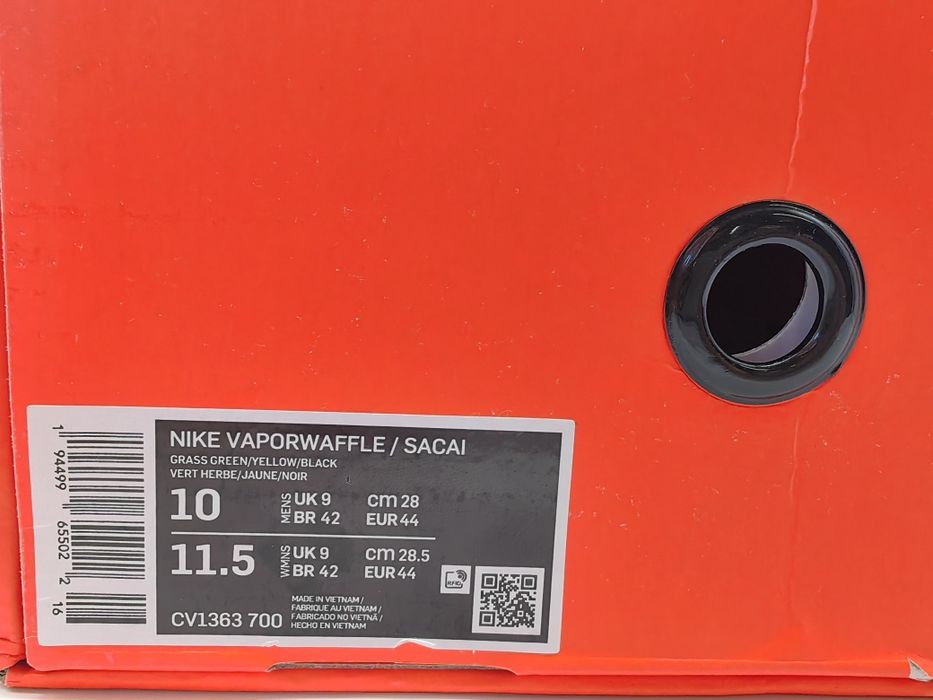 NIKE VAPORWAFFLE / SACAI
GRASS GREEN/YELLOW/BLACK
VERT HERBE/JAUNE/NOIR
10 MENS UK 9 cm 28
BR 42 EUR 44
11.5 WMNS UK 9 cm 28.5
BR 42 EUR 44
CV1363 700
MADE IN VIETNAM /
FABRIQUE AU VIETNAM /
FABRICADO NO VIETNÃ /
HECHO EN VIETNAM
RFID
1 94499 65502 2 16